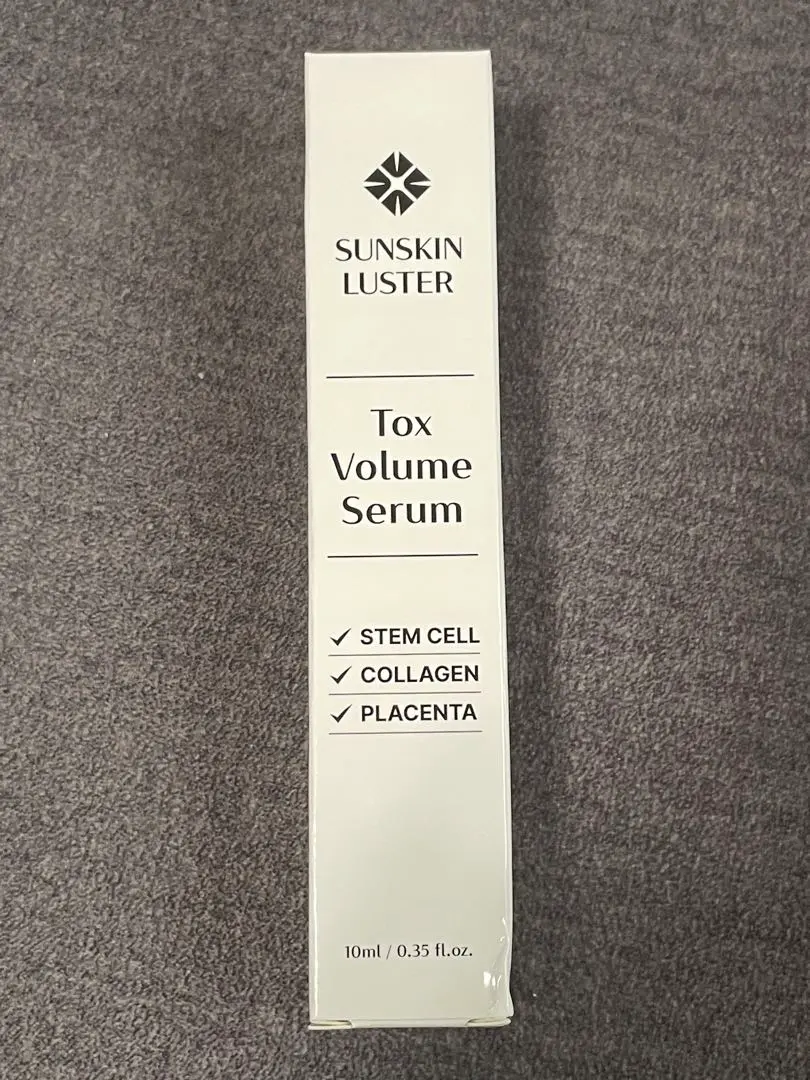 SUNSKIN
LUSTER
Tox
Volume
Serum
✓ STEM CELL
✓ COLLAGEN
✓ PLACENTA
10ml / 0.35 fl.oz.